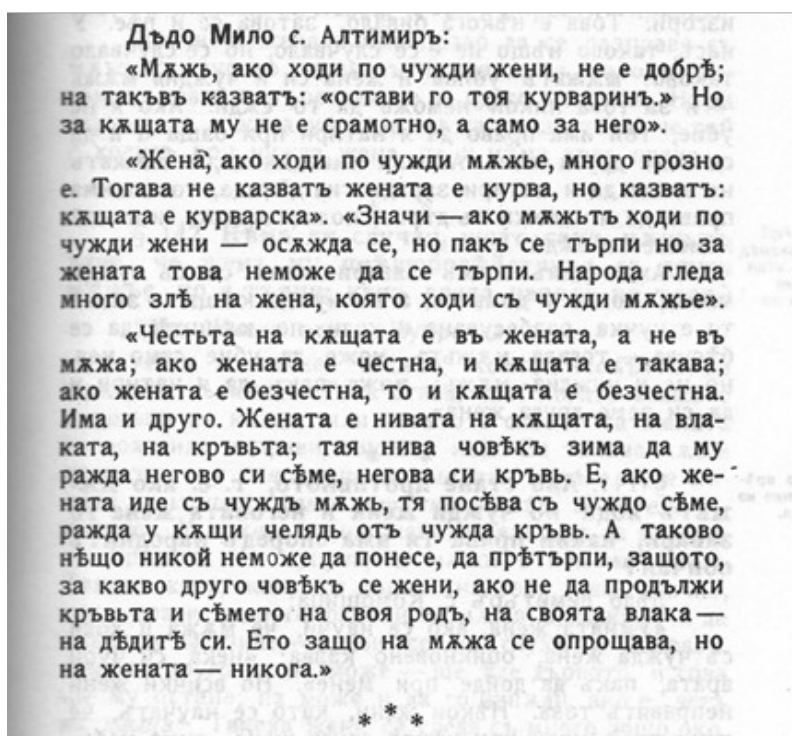 Дѣдо Мило с. Алтимиръ:
«Мѫжь, ако ходи по чужди жени, не е добрѣ;
на такъвъ казватъ: «остави го тоя курваринъ.» Но
за кѫщата му не е срамотно, а само за него».
«Жена, ако ходи по чужди мѫжье, много грозно
е. Тогава не казватъ жената е курва, но казватъ:
кѫщата е курварска». «Значи — ако мѫжътъ ходи по
чужди жени — осѫжда се, но пакъ се търпи но за
жената това неможе да се търпи. Народа гледа
много злѣ на жена, която ходи съ чужди мѫжье».
«Честьта на кѫщата е въ жената, а не въ
мѫжа; ако жената е честна, и кѫщата е такава;
ако жената е безчестна, то и кѫщата е безчестна.
Има и друго. Жената е нивата на кѫщата, на вла-
ката, на кръвьта; тая нива човѣкъ зима да му
ражда негово си сѣме, негова си кръвь. Е, ако же-
ната иде съ чуждъ мѫжь, тя посѣва съ чуждо сѣме,
ражда у кѫщи челядь отъ чужда кръвь. А таково
нѣщо никой неможе да понесе, да прѣтърпи, защото,
за какво друго човѣкъ се жени, ако не да продължи
кръвьта и сѣмето на своя родъ, на своята влака —
на дѣдитѣ си. Ето защо на мѫжа се опрощава, но
на жената — никога.»
* * *